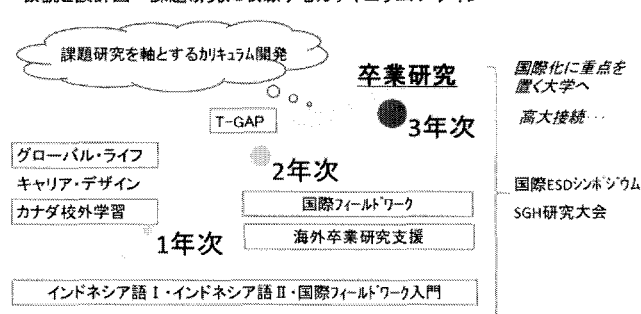 課題研究を軸とするカリキュラム開発
卒業研究
国際化に重点を
置く大学へ
高大接続…
T-GAP
3年次
グローバル・ライフ
キャリア・デザイン
カナダ校外学習
2年次
国際フィールドワーク
海外卒業研究支援
国際ESDシンポジウム
SGH研究大会
1年次
インドネシア語Ⅰ・インドネシア語Ⅱ・国際フィールドワーク入門